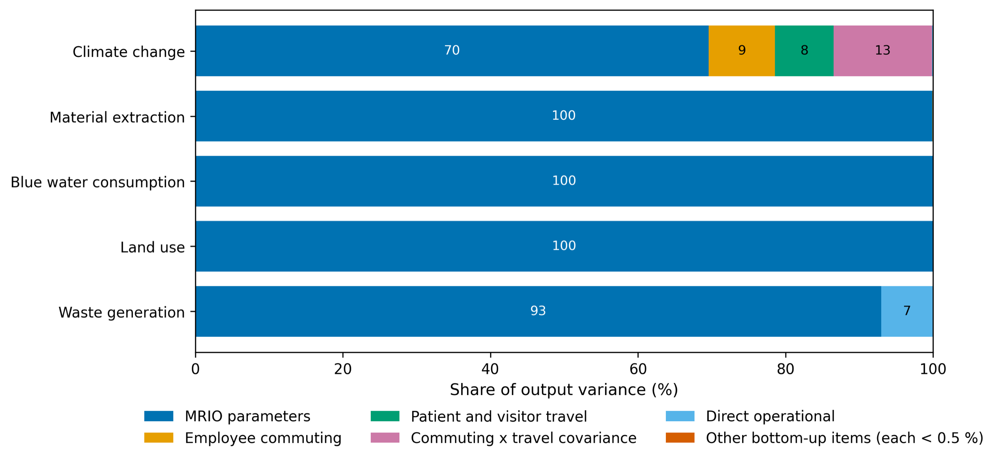 Climate change
70
9
8
13
Material extraction
100
Blue water consumption
100
Land use
100
Waste generation
93
7
0
20
40
60
80
100
Share of output variance (%)
MRIO parameters
Patient and visitor travel
Direct operational
Employee commuting
Commuting x travel covariance
Other bottom-up items (each < 0.5 %)